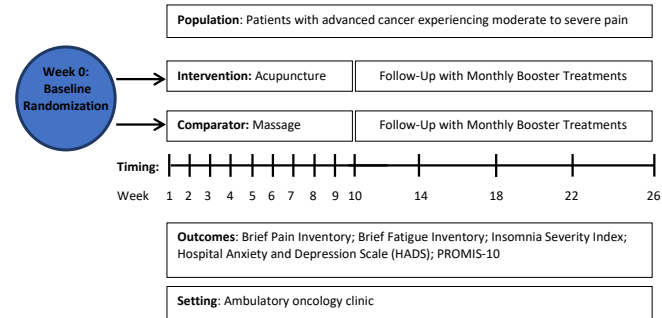 Population: Patients with advanced cancer experiencing moderate to severe pain
Week 0:
Baseline
Randomization
Intervention: Acupuncture
Follow-Up with Monthly Booster Treatments
Comparator: Massage
Follow-Up with Monthly Booster Treatments
Timing:
Week 1 2 3 4 5 6 7 8 9 10 14 18 22 26
Outcomes: Brief Pain Inventory; Brief Fatigue Inventory; Insomnia Severity Index;
Hospital Anxiety and Depression Scale (HADS); PROMIS-10
Setting: Ambulatory oncology clinic